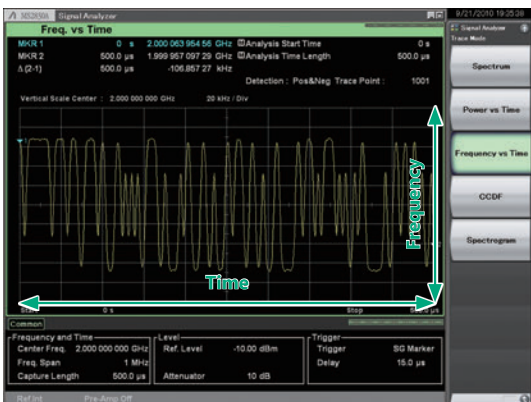 MS2830A Signal Analyzer
9/21/2010 19:35:38
Freq. vs Time
MKR 1 0 s 2.000 063 954 56 GHz Analysis Start Time 0 s
MKR 2 500.0 µs 1.999 957 097 29 GHz Analysis Time Length 500.0 µs
Δ(2-1) 500.0 µs -106.857 27 kHz
Detection : Pos&Neg Trace Point : 1001
Vertical Scale Center : 2.000 000 000 GHz 20 kHz / Div
Frequency
Time
Start 0 s Stop 500.0 µs
Common
Frequency and Time
Center Freq. 2.000 000 000 GHz
Freq. Span 1 MHz
Capture Length 500.0 µs
Level
Ref. Level -10.00 dBm
Attenuator 10 dB
Trigger
Trigger SG Marker
Delay 15.0 µs
Ref.Int Pre-Amp Off
Signal Analyzer
Trace Mode
Spectrum
Power vs Time
Frequency vs Time
CCDF
Spectrogram